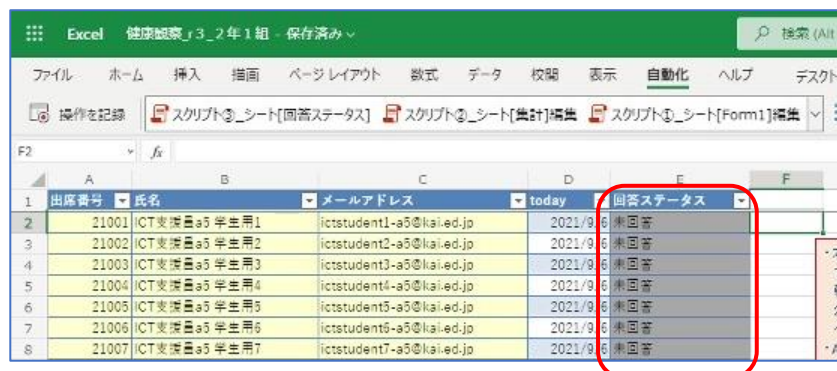 Excel 健康観察_r3_2年1組 - 保存済み
検索 (Alt
ファイル ホーム 挿入 描画 ページ レイアウト 数式 データ 校閲 表示 自動化 ヘルプ デスクト
操作を記録 スクリプト③_シート[回答ステータス] スクリプト②_シート[集計]編集 スクリプト①_シート[Form1]編集
F2 fx
A B C D E F
1 出席番号 氏名 メールアドレス today 回答ステータス
2 21001 ICT支援員a5 学生用1 ictstudent1-a5@kai.ed.jp 2021/9/6 未回答
3 21002 ICT支援員a5 学生用2 ictstudent2-a5@kai.ed.jp 2021/9/6 未回答
4 21003 ICT支援員a5 学生用3 ictstudent3-a5@kai.ed.jp 2021/9/6 未回答
5 21004 ICT支援員a5 学生用4 ictstudent4-a5@kai.ed.jp 2021/9/6 未回答
6 21005 ICT支援員a5 学生用5 ictstudent5-a5@kai.ed.jp 2021/9/6 未回答
7 21006 ICT支援員a5 学生用6 ictstudent6-a5@kai.ed.jp 2021/9/6 未回答
8 21007 ICT支援員a5 学生用7 ictstudent7-a5@kai.ed.jp 2021/9/6 未回答